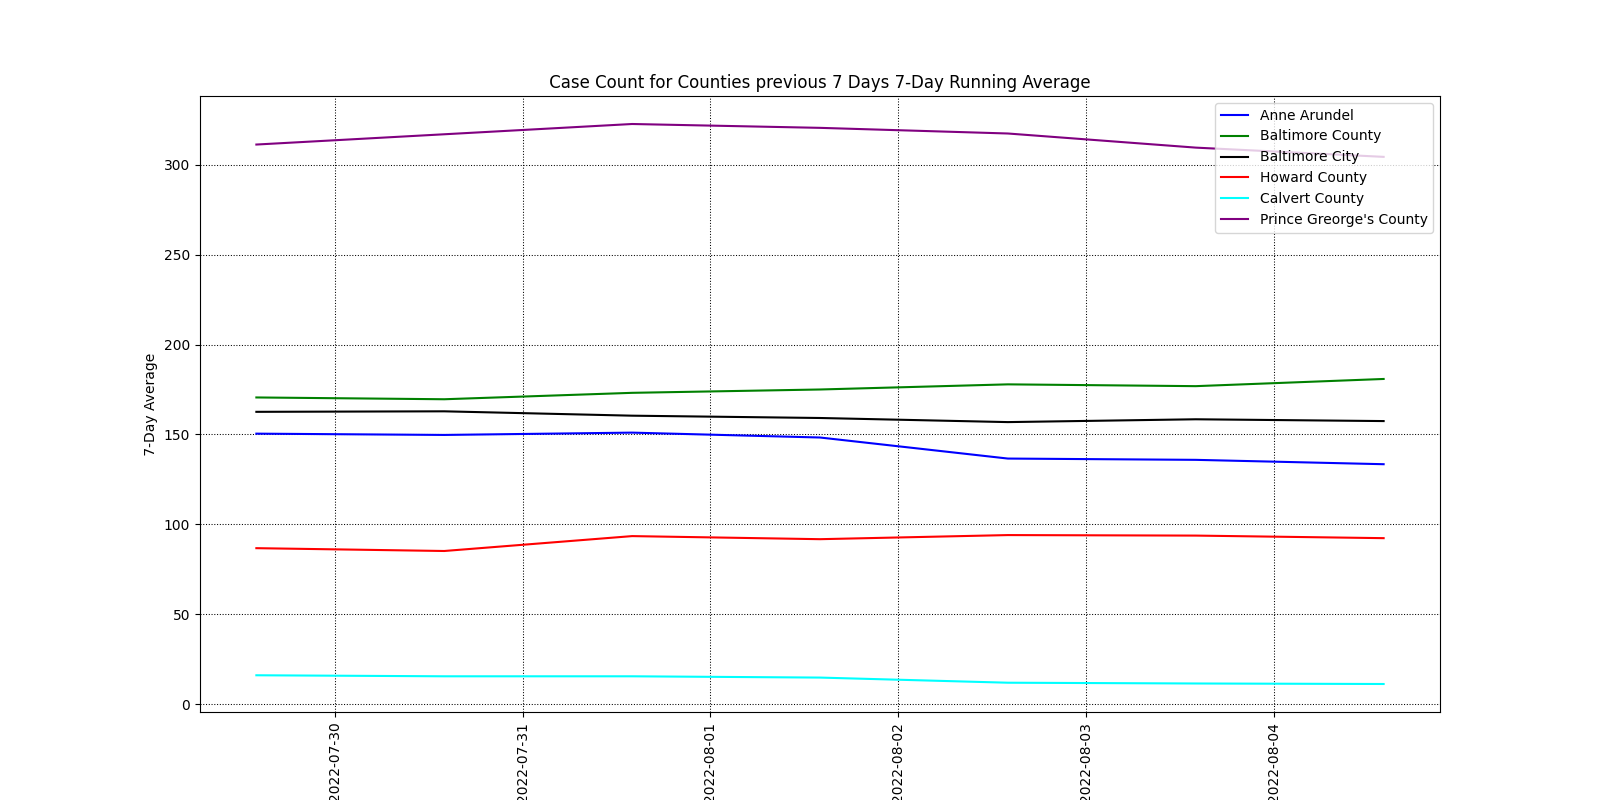 Case Count for Counties previous 7 Days 7-Day Running Average
Anne Arundel
Baltimore County
Baltimore City
Howard County
Calvert County
Prince Greorge's County
7-Day Average
300
250
200
150
100
50
0
2022-07-30
2022-07-31
2022-08-01
2022-08-02
2022-08-03
2022-08-04